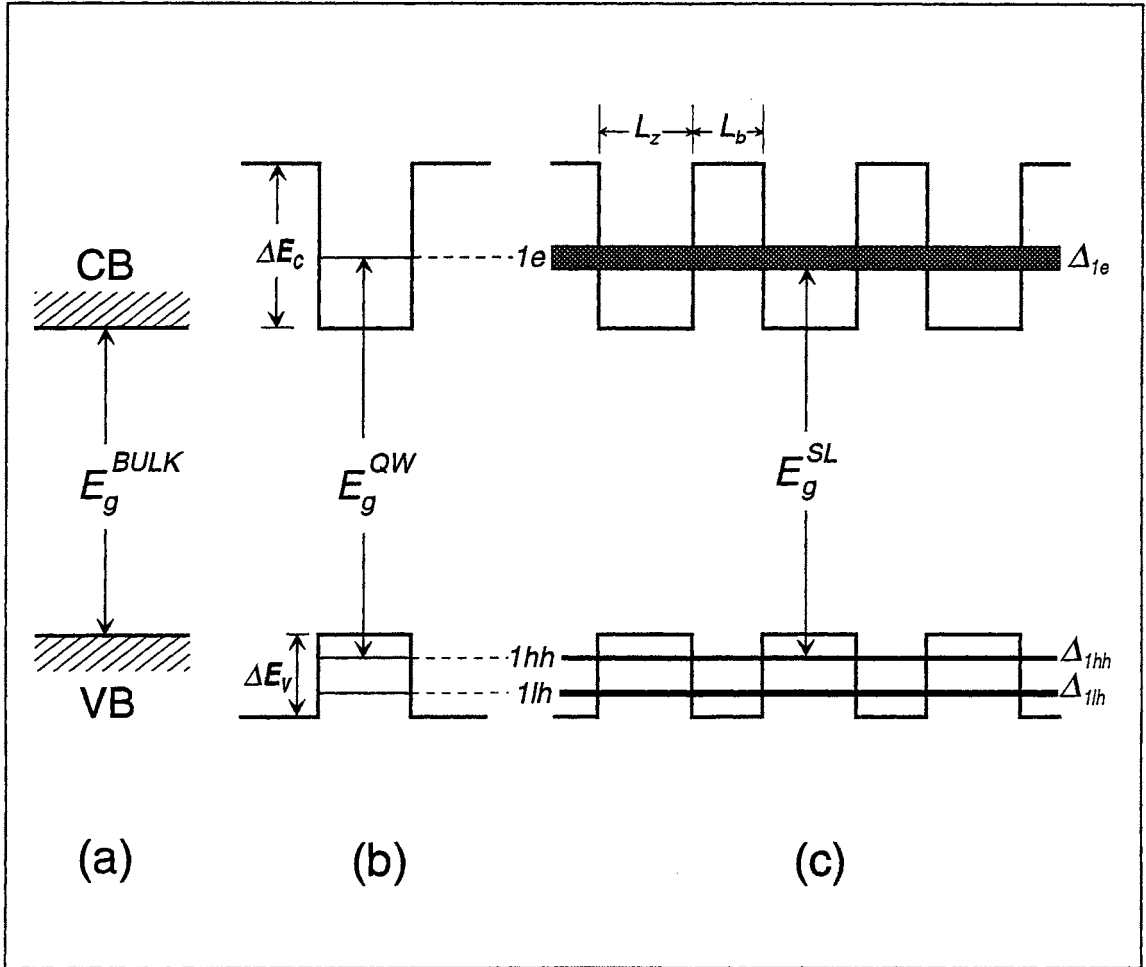 L_z L_b
CB
ΔE_c
1e
Δ_1e
E_g^BULK
E_g^QW
E_g^SL
VB
ΔE_v
1hh
Δ_1hh
1lh
Δ_1lh
(a)
(b)
(c)